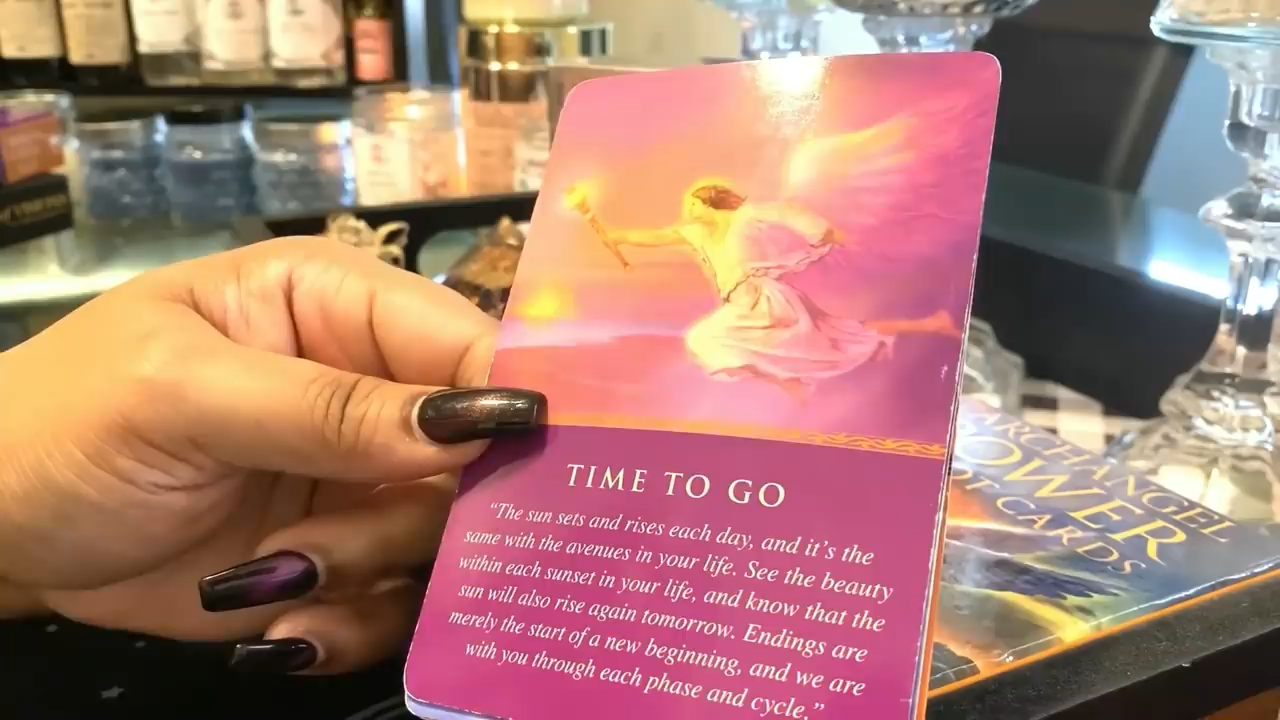 TIME TO GO
“The sun sets and rises each day, and it’s the
same with the avenues in your life. See the beauty
within each sunset in your life, and know that the
sun will also rise again tomorrow. Endings are
merely the start of a new beginning, and we are
with you through each phase and cycle.”
ARCHANGEL
POWER
CARDS